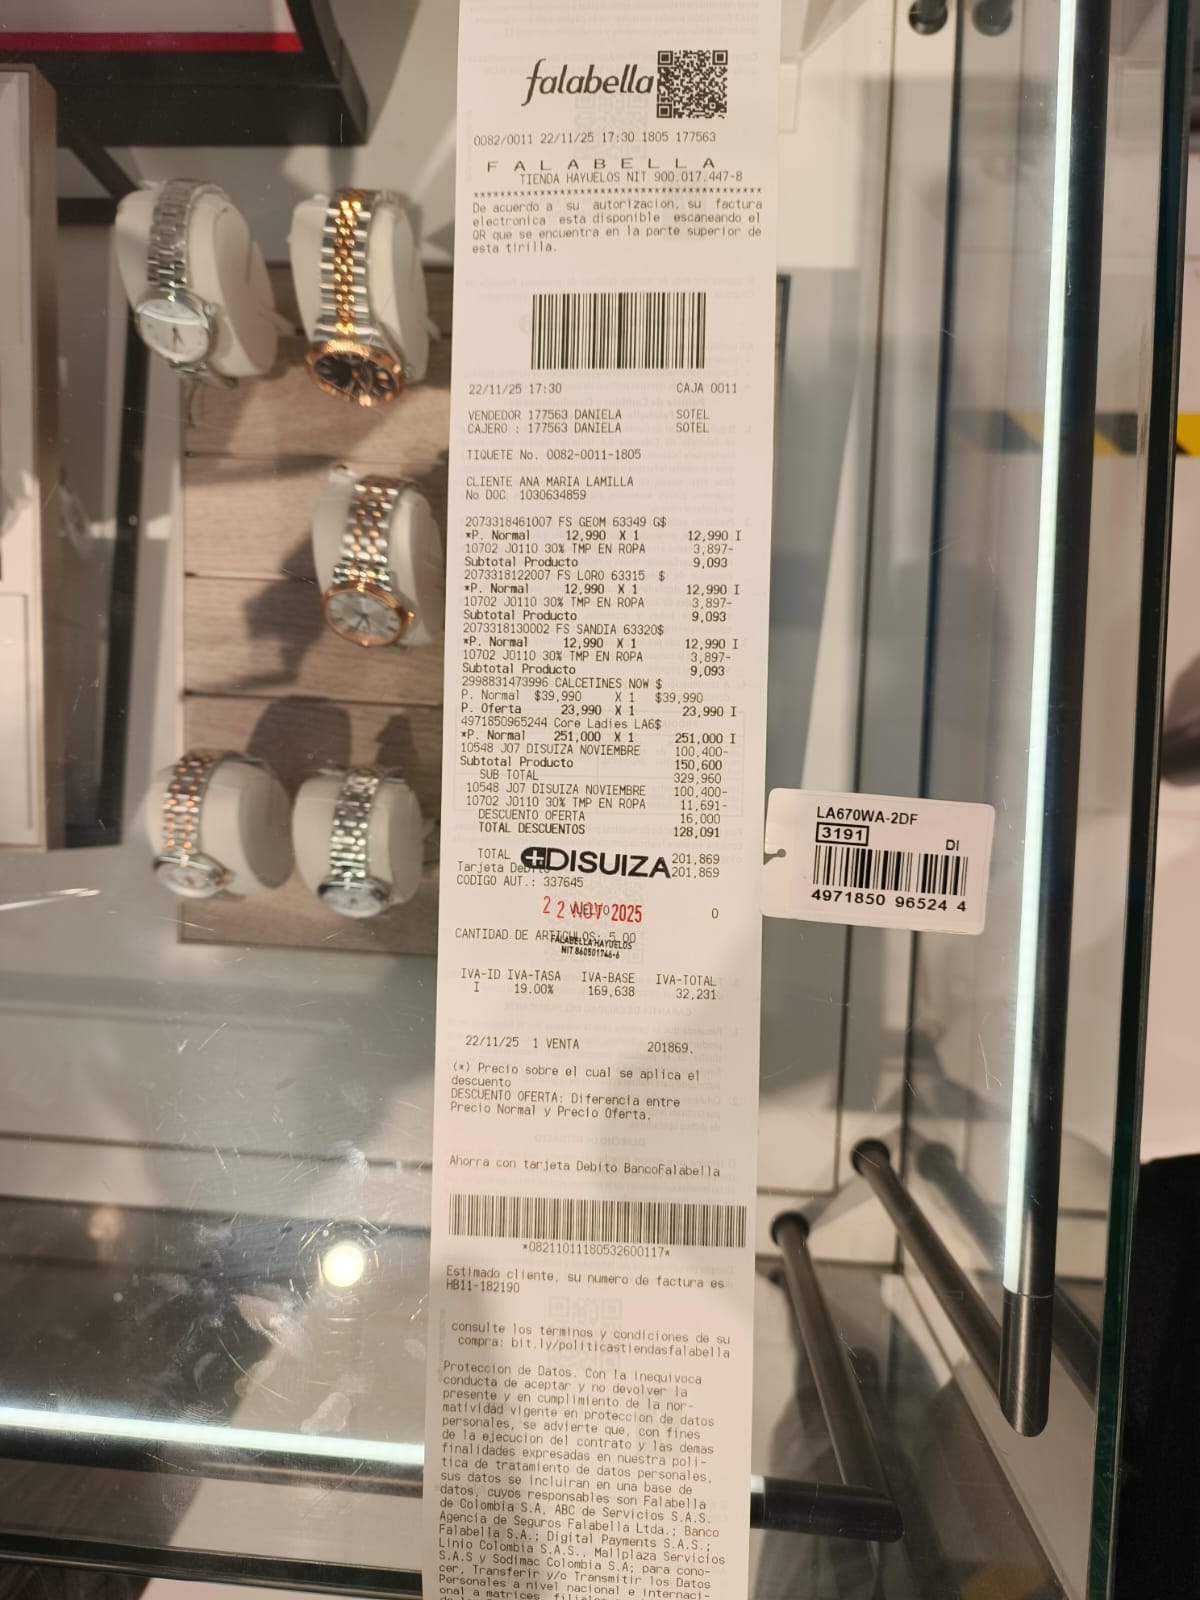 falabella
0082/0011 22/11/25 17:30 1805 177563
F A L A B E L L A
TIENDA HAYUELOS NIT 900.017.447-8
De acuerdo a su autorizacion, su factura
electronica esta disponible escaneando el
QR que se encuentra en la parte superior de
esta tirilla.
22/11/25 17:30 CAJA 0011
VENDEDOR 177563 DANIELA SOTEL
CAJERO : 177563 DANIELA SOTEL
TIQUETE No. 0082-0011-1805
CLIENTE ANA MARIA LAMILLA
No DOC 1030634859
2073318461007 FS GEOM 63349 G$
*P. Normal 12,990 X 1 12,990 I
10702 J0110 30% TMP EN ROPA 3,897-
Subtotal Producto 9,093
2073318122007 FS LORO 63315 $
*P. Normal 12,990 X 1 12,990 I
10702 J0110 30% TMP EN ROPA 3,897-
Subtotal Producto 9,093
2073318130002 FS SANDIA 63320$
*P. Normal 12,990 X 1 12,990 I
10702 J0110 30% TMP EN ROPA 3,897-
Subtotal Producto 9,093
2998831473996 CALCETINES NOW $
P. Normal $39,990 X 1 $39,990
P. Oferta 23,990 X 1 23,990 I
4971850965244 Core Ladies LA6$
*P. Normal 251,000 X 1 251,000 I
10548 J07 DISUIZA NOVIEMBRE 100,400-
Subtotal Producto 150,600
SUB TOTAL 329,960
10548 J07 DISUIZA NOVIEMBRE 100,400-
10702 J0110 30% TMP EN ROPA 11,691-
DESCUENTO OFERTA 16,000
TOTAL DESCUENTOS 128,091
TOTAL 201,869
DISUIZA
Tarjeta Debito 201,869
CODIGO AUT.: 337645
22 NOV 2025
0
CANTIDAD DE ARTICULOS: 5.00
FALABELLA HAYUELOS
NIT 860501746-6
IVA-ID IVA-TASA IVA-BASE IVA-TOTAL
I 19.00% 169,638 32,231
22/11/25 1 VENTA 201869.
(*) Precio sobre el cual se aplica el
descuento
DESCUENTO OFERTA: Diferencia entre
Precio Normal y Precio Oferta.
Ahorra con tarjeta Debito BancoFalabella
*08211011180532600117*
Estimado cliente, su numero de factura es
HB11-182190
consulte los terminos y condiciones de su
compra: bit.ly/politicastiendasfalabella
Proteccion de Datos. Con la inequivoca
conducta de aceptar y no devolver la
presente y en cumplimiento de la nor-
matividad vigente en proteccion de datos
personales, se advierte que, con fines
de la ejecucion del contrato y las demas
finalidades expresadas en nuestra poli-
tica de tratamiento de datos personales,
sus datos se incluiran en una base de
datos, cuyos responsables son Falabella
de Colombia S.A, ABC de Servicios S.A.S,
Agencia de Seguros Falabella Ltda.; Banco
Falabella S.A.; Digital Payments S.A.S.;
Linio Colombia S.A.S., Mallplaza Servicios
S.A.S y Sodimac Colombia S.A; para cono-
cer, Transferir y/o Transmitir los Datos
Personales a nivel nacional e internaci-
onal a matrices,
LA670WA-2DF
3191
DI
4971850 96524 4